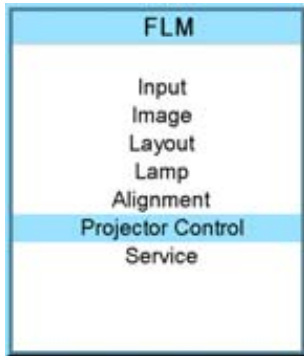 FLM
Input
Image
Layout
Lamp
Alignment
Projector Control
Service